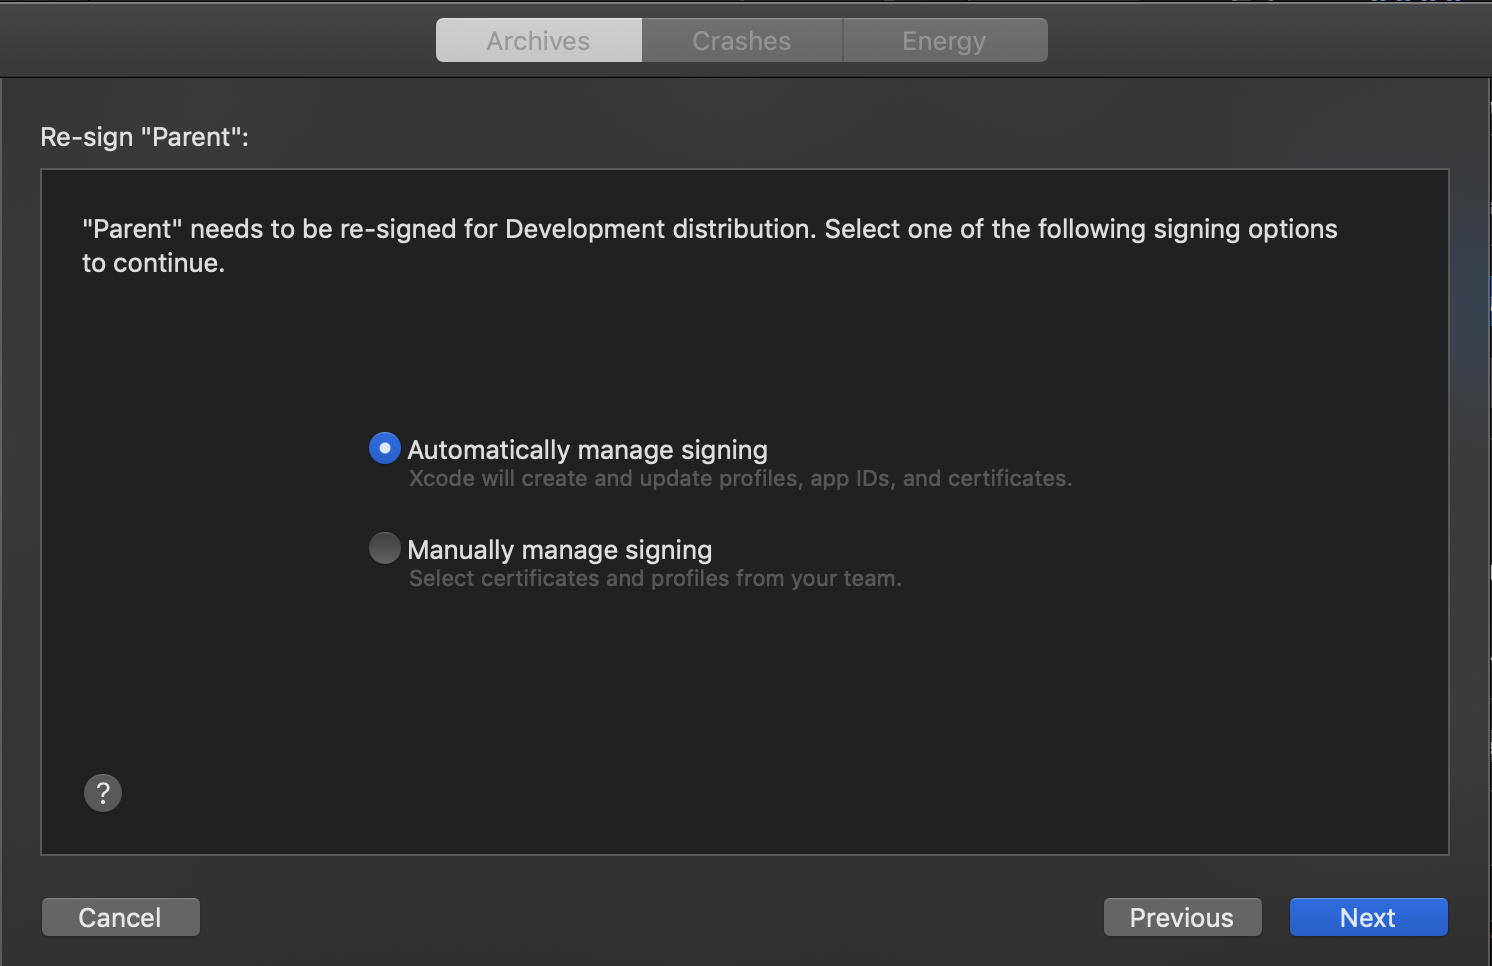 Archives Crashes Energy
Re-sign "Parent":
"Parent" needs to be re-signed for Development distribution. Select one of the following signing options
to continue.
Automatically manage signing
Xcode will create and update profiles, app IDs, and certificates.
Manually manage signing
Select certificates and profiles from your team.
?
Cancel Previous Next